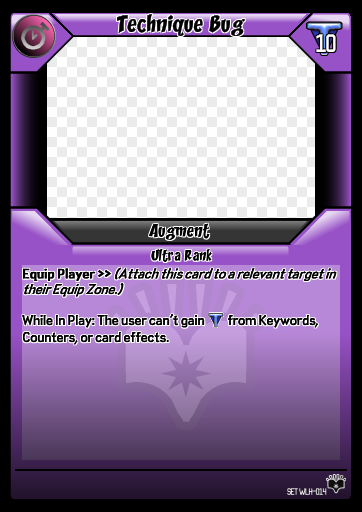 Technique Bug
10
Augment
Ultra Rank
Equip Player >> (Attach this card to a relevant target in
their Equip Zone.)
While In Play: The user can't gain from Keywords,
Counters, or card effects.
SET WLH-014